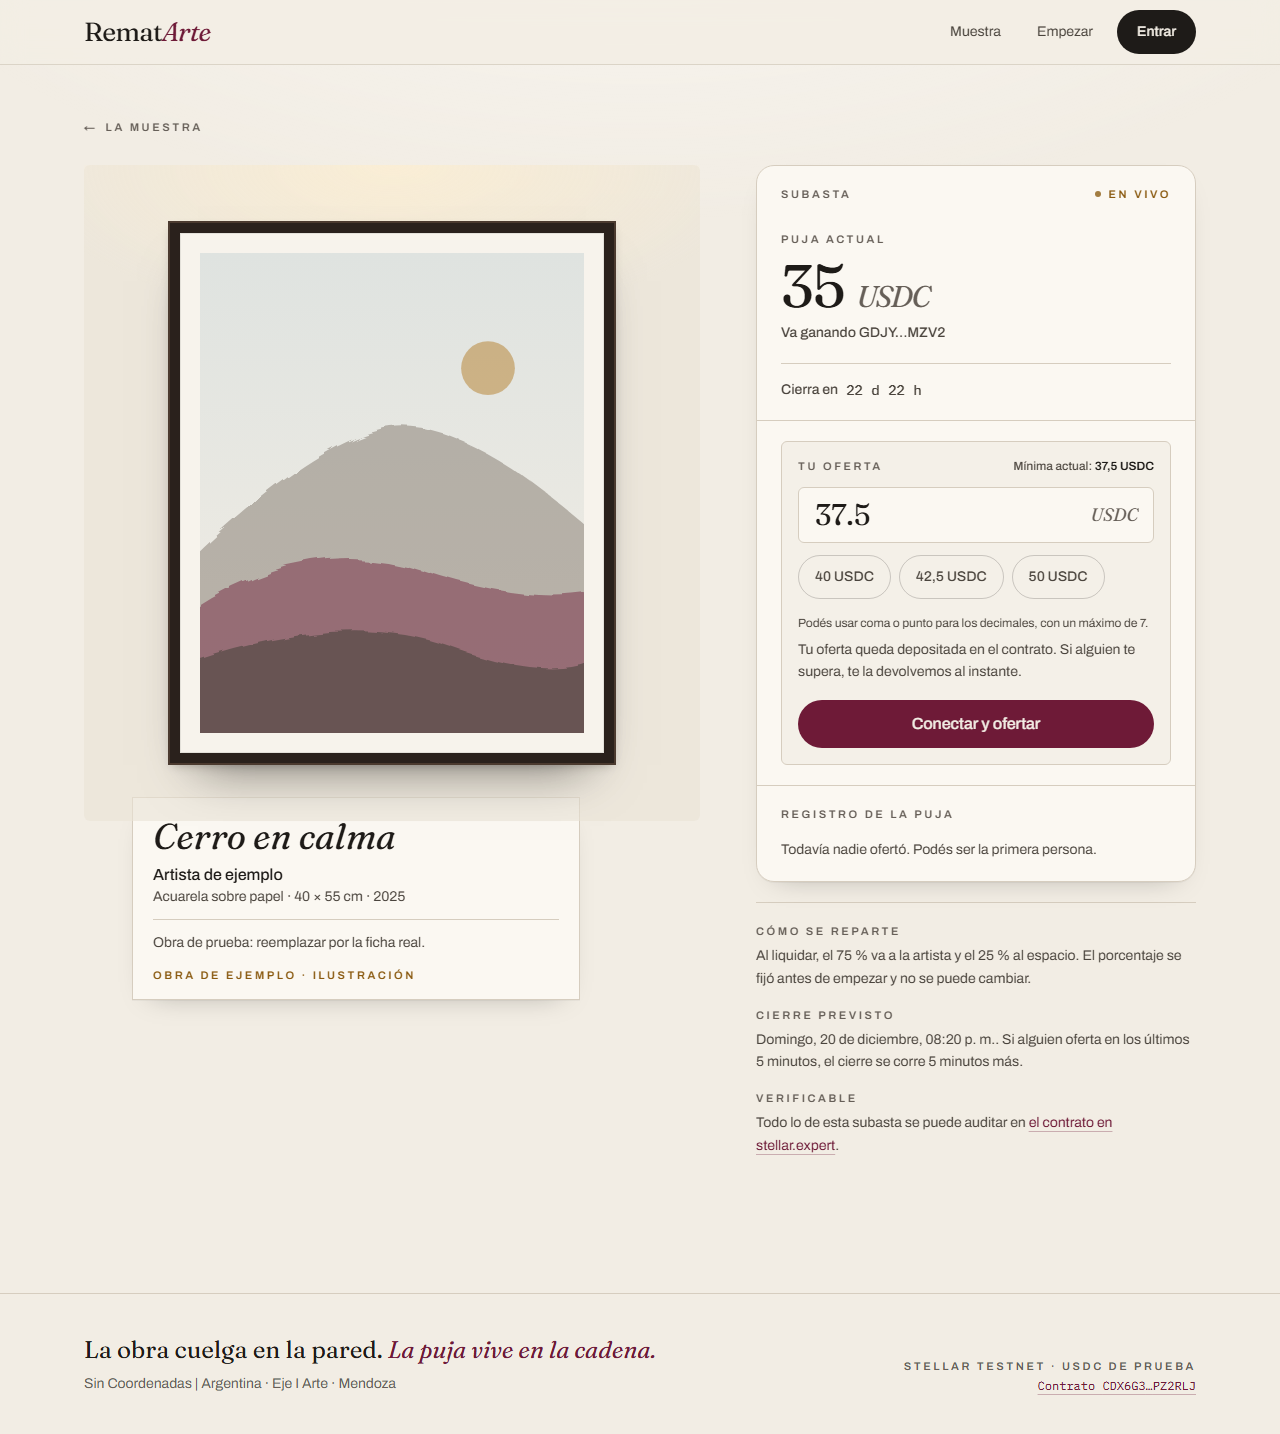 RematArte
Muestra
Empezar
Entrar
← LA MUESTRA
Cerro en calma
Artista de ejemplo
Acuarela sobre papel · 40 × 55 cm · 2025
Obra de prueba: reemplazar por la ficha real.
OBRA DE EJEMPLO · ILUSTRACIÓN
SUBASTA
EN VIVO
PUJA ACTUAL
35 USDC
Va ganando GDJY…MZV2
Cierra en 22 d 22 h
TU OFERTA
Mínima actual: 37,5 USDC
37.5
USDC
40 USDC
42,5 USDC
50 USDC
Podés usar coma o punto para los decimales, con un máximo de 7.
Tu oferta queda depositada en el contrato. Si alguien te
supera, te la devolvemos al instante.
Conectar y ofertar
REGISTRO DE LA PUJA
Todavía nadie ofertó. Podés ser la primera persona.
CÓMO SE REPARTE
Al liquidar, el 75 % va a la artista y el 25 % al espacio. El porcentaje se
fijó antes de empezar y no se puede cambiar.
CIERRE PREVISTO
Domingo, 20 de diciembre, 08:20 p. m.. Si alguien oferta en los últimos
5 minutos, el cierre se corre 5 minutos más.
VERIFICABLE
Todo lo de esta subasta se puede auditar en el contrato en
stellar.expert.
La obra cuelga en la pared. La puja vive en la cadena.
Sin Coordenadas | Argentina · Eje I Arte · Mendoza
STELLAR TESTNET · USDC DE PRUEBA
Contrato CDX6G3…PZ2RLJ